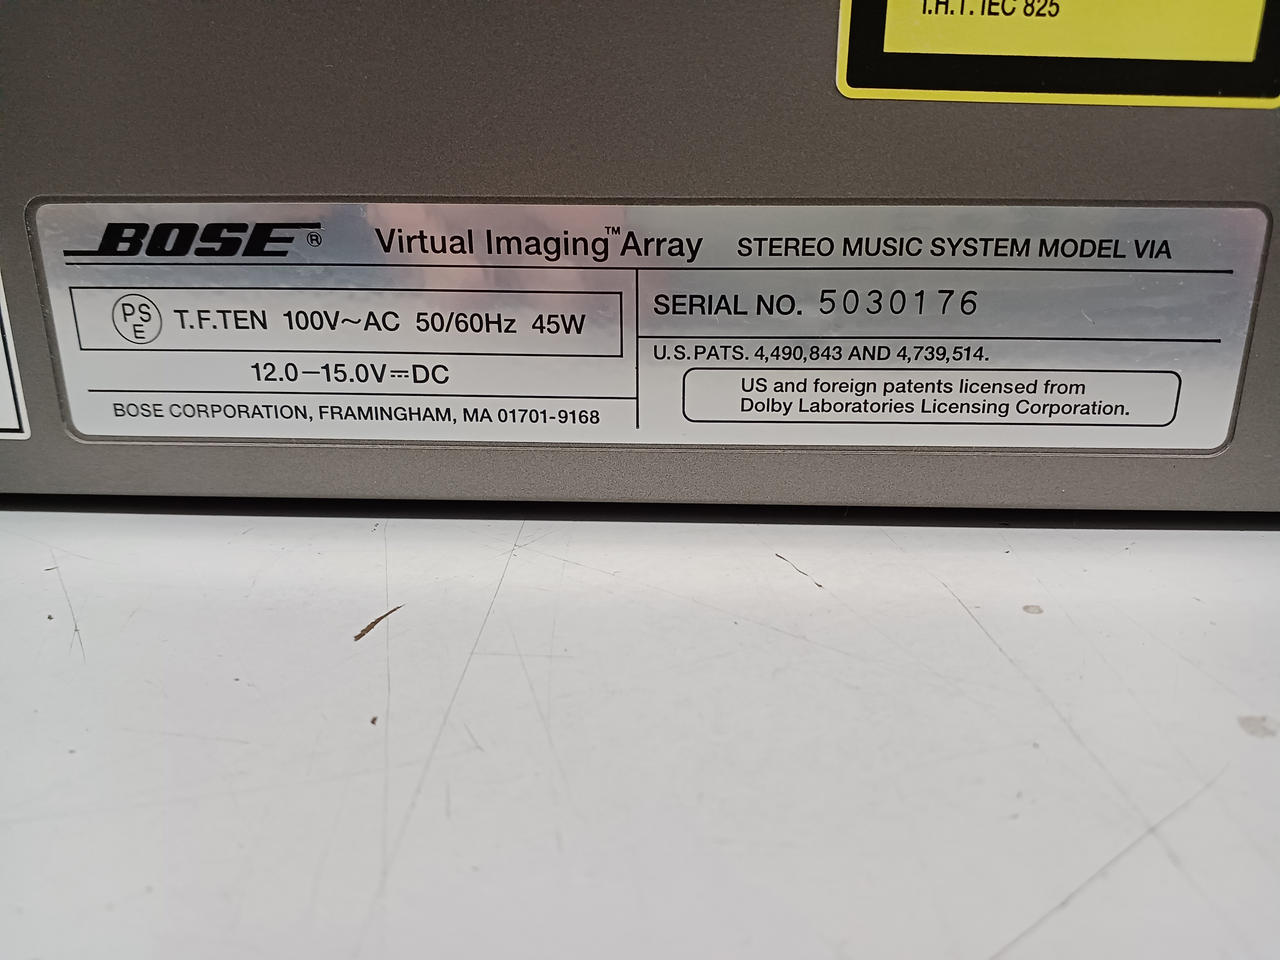 I.H.T. IEC 825
BOSE® Virtual Imaging™ Array STEREO MUSIC SYSTEM MODEL VIA
PSE T.F.TEN 100V~AC 50/60Hz 45W
12.0–15.0V⎓DC
BOSE CORPORATION, FRAMINGHAM, MA 01701-9168
SERIAL NO. 5030176
U.S.PATS. 4,490,843 AND 4,739,514.
US and foreign patents licensed from
Dolby Laboratories Licensing Corporation.